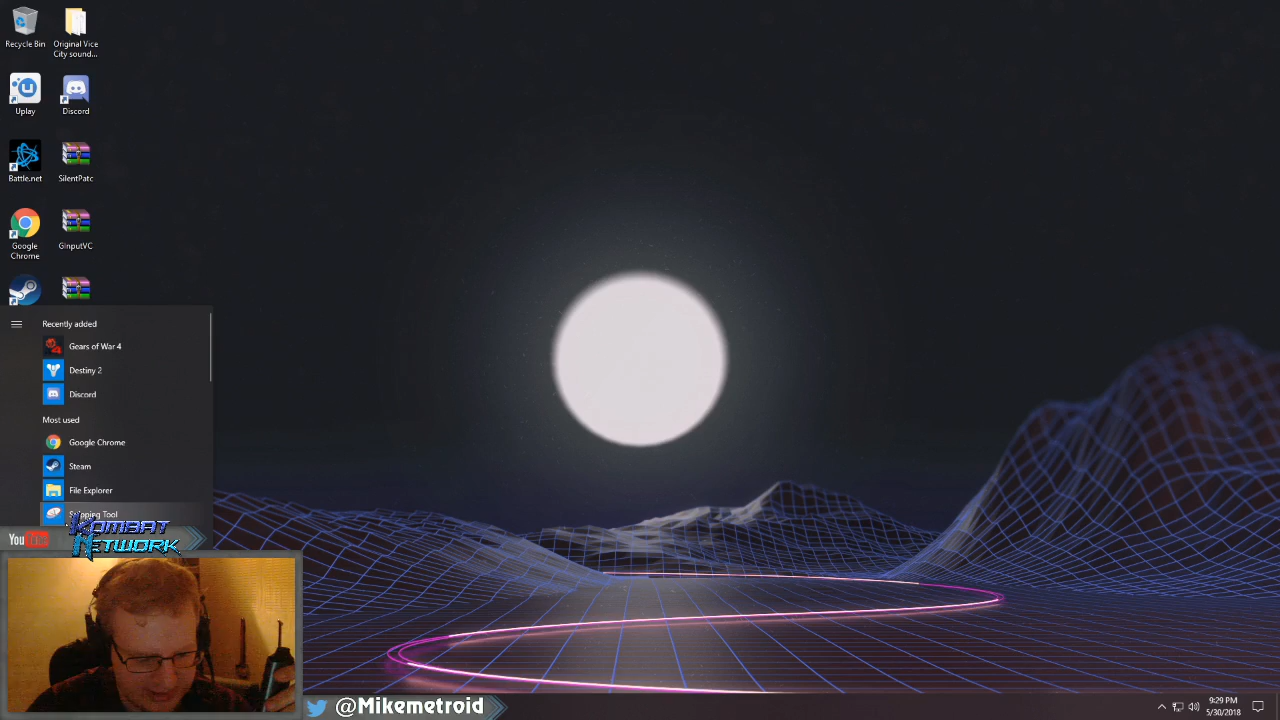 Recycle Bin
Original Vice
City sound...
Uplay
Discord
Battle.net
SilentPatc
Google
Chrome
GInputVC
Recently added
Gears of War 4
Destiny 2
Discord
Most used
Google Chrome
Steam
File Explorer
Snipping Tool
YouTube
Kombat
Network
@Mikemetroid
9:29 PM
5/30/2018